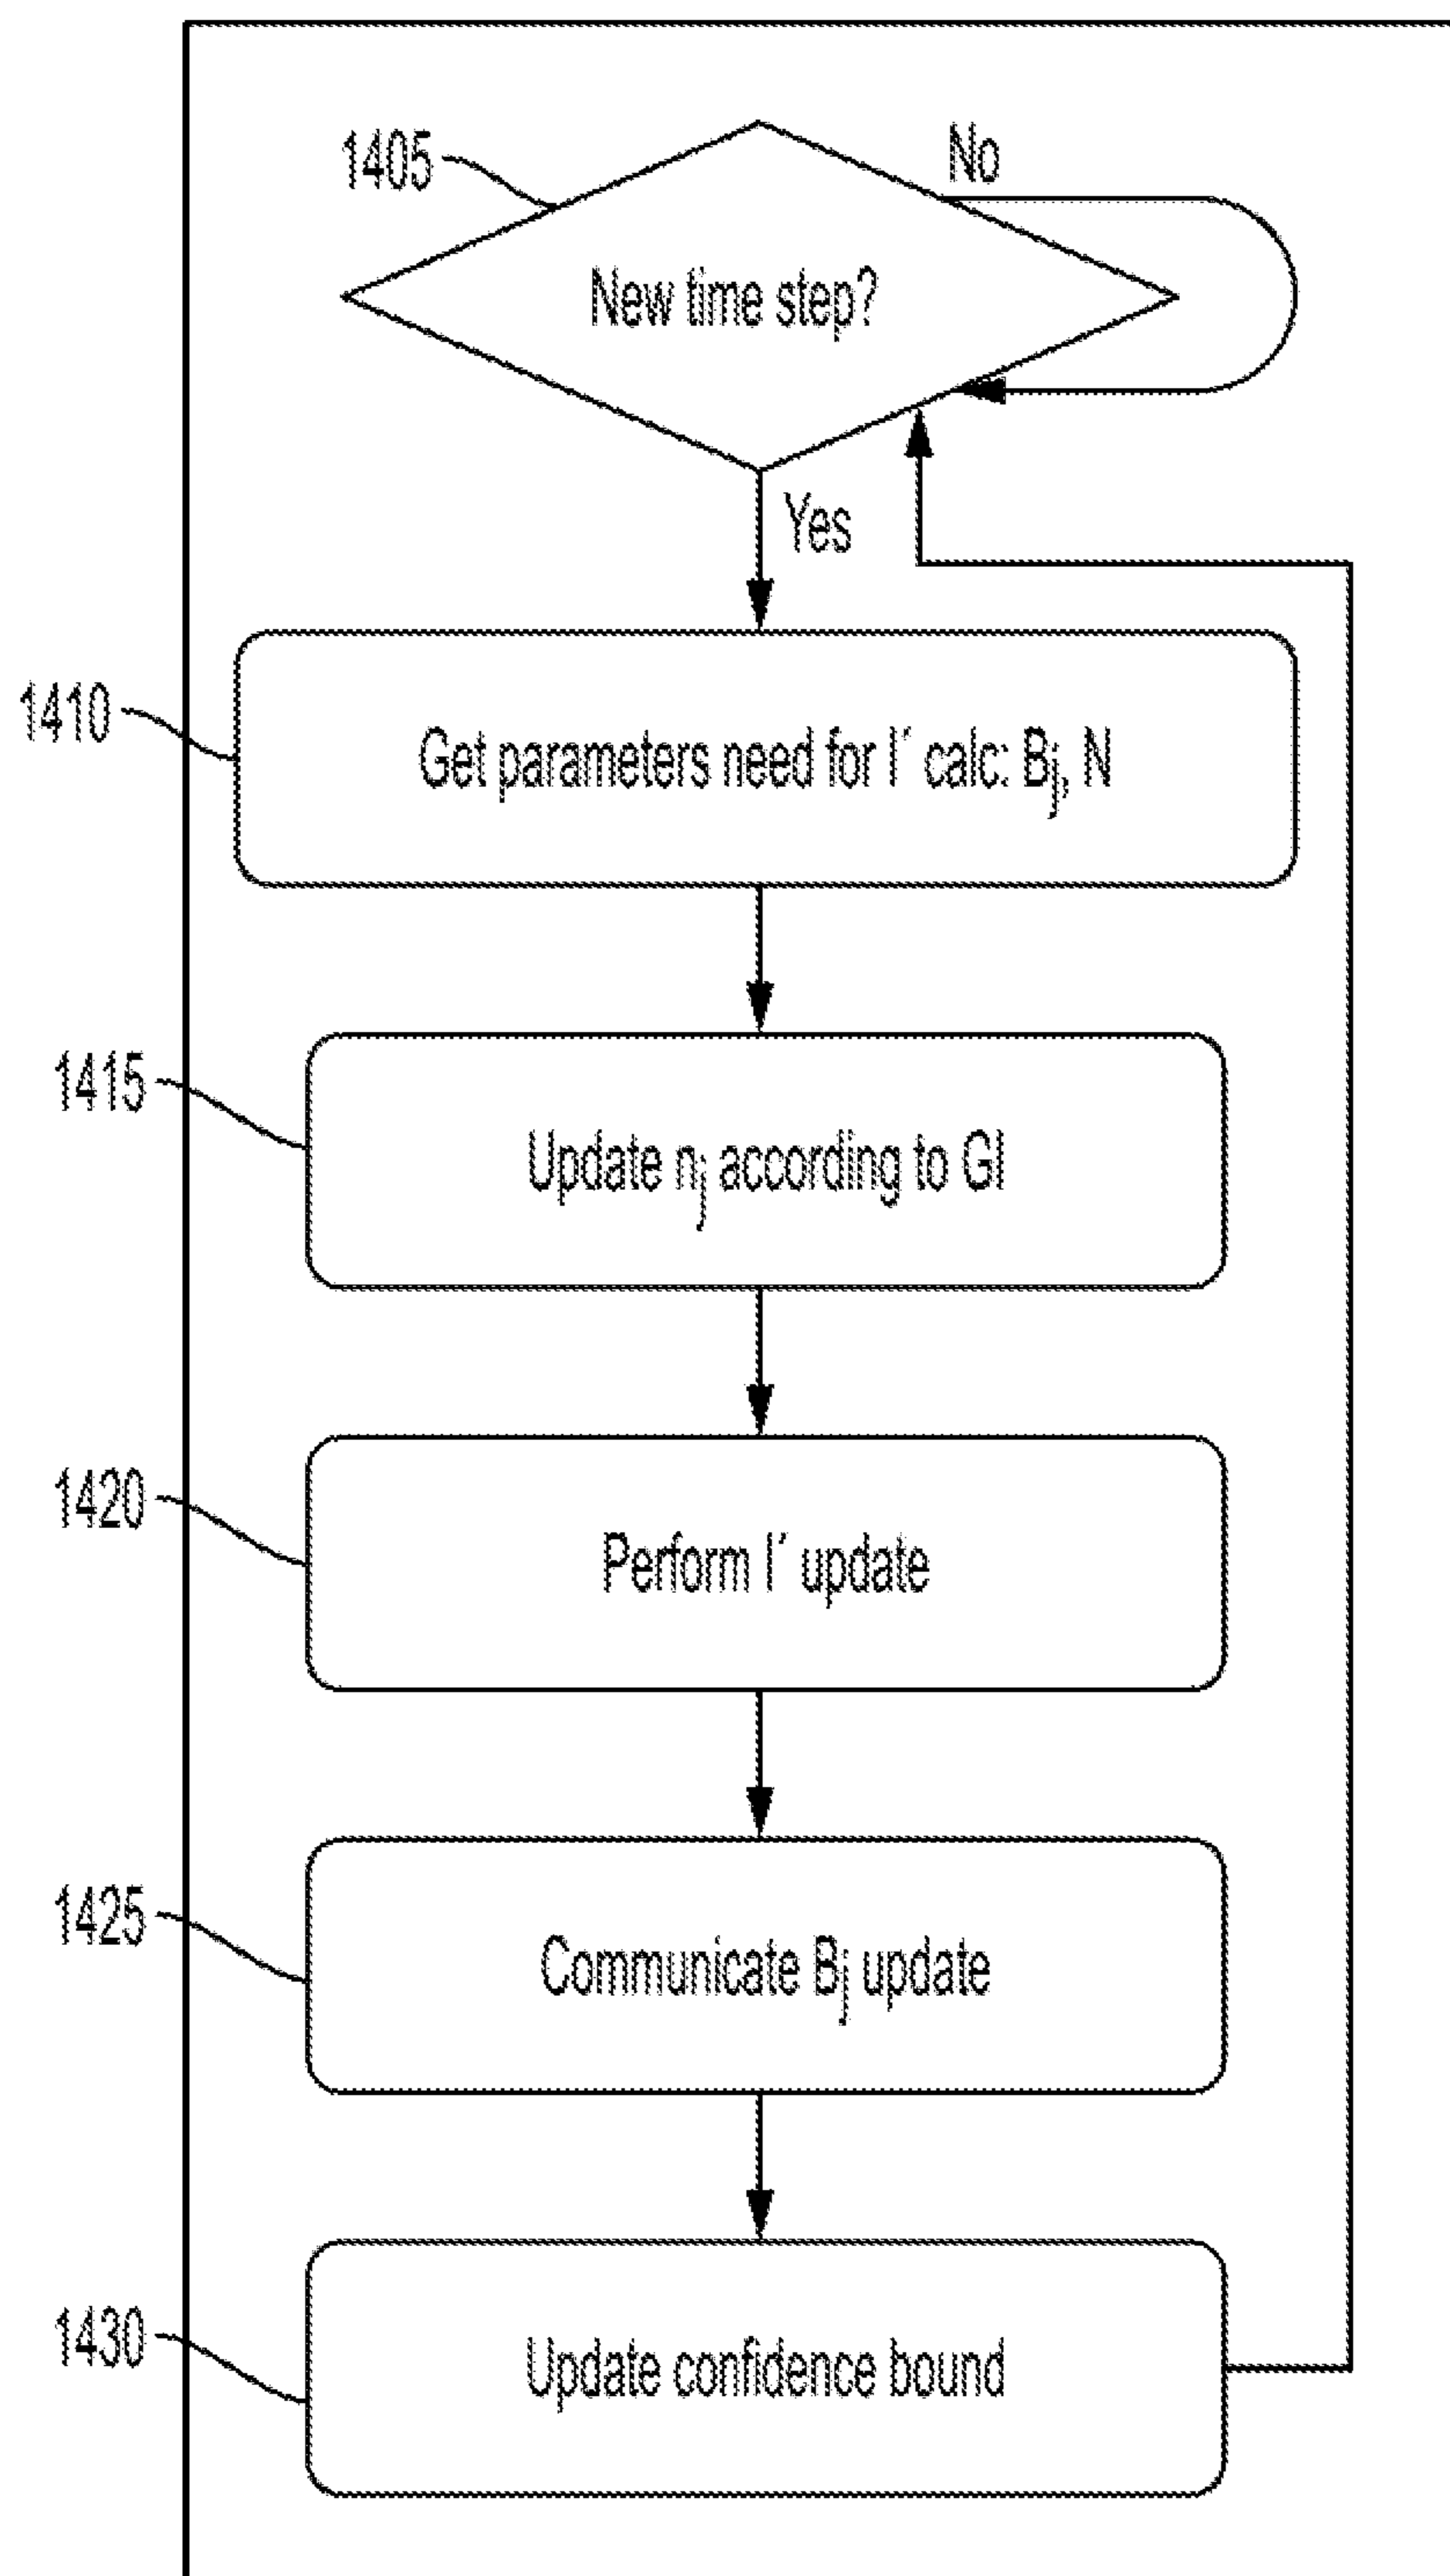 1405
No
New time step?
Yes
1410
Get parameters need for I´ calc: Bj, N
1415
Update nj according to GI
1420
Perform I´ update
1425
Communicate Bj update
1430
Update confidence bound